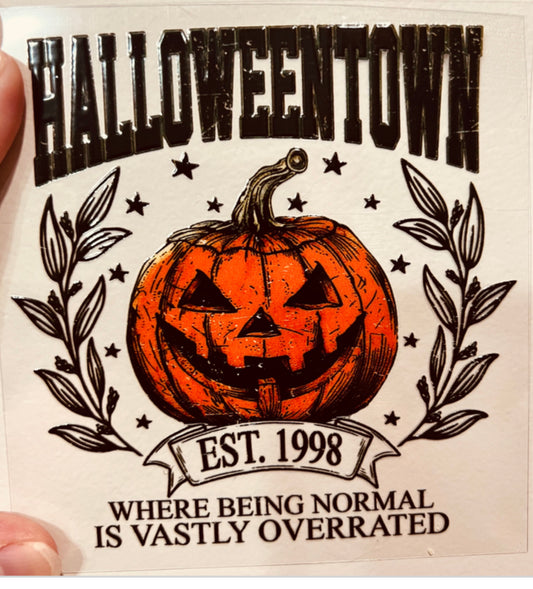 HALLOWEENTOWN
EST. 1998
WHERE BEING NORMAL
IS VASTLY OVERRATED